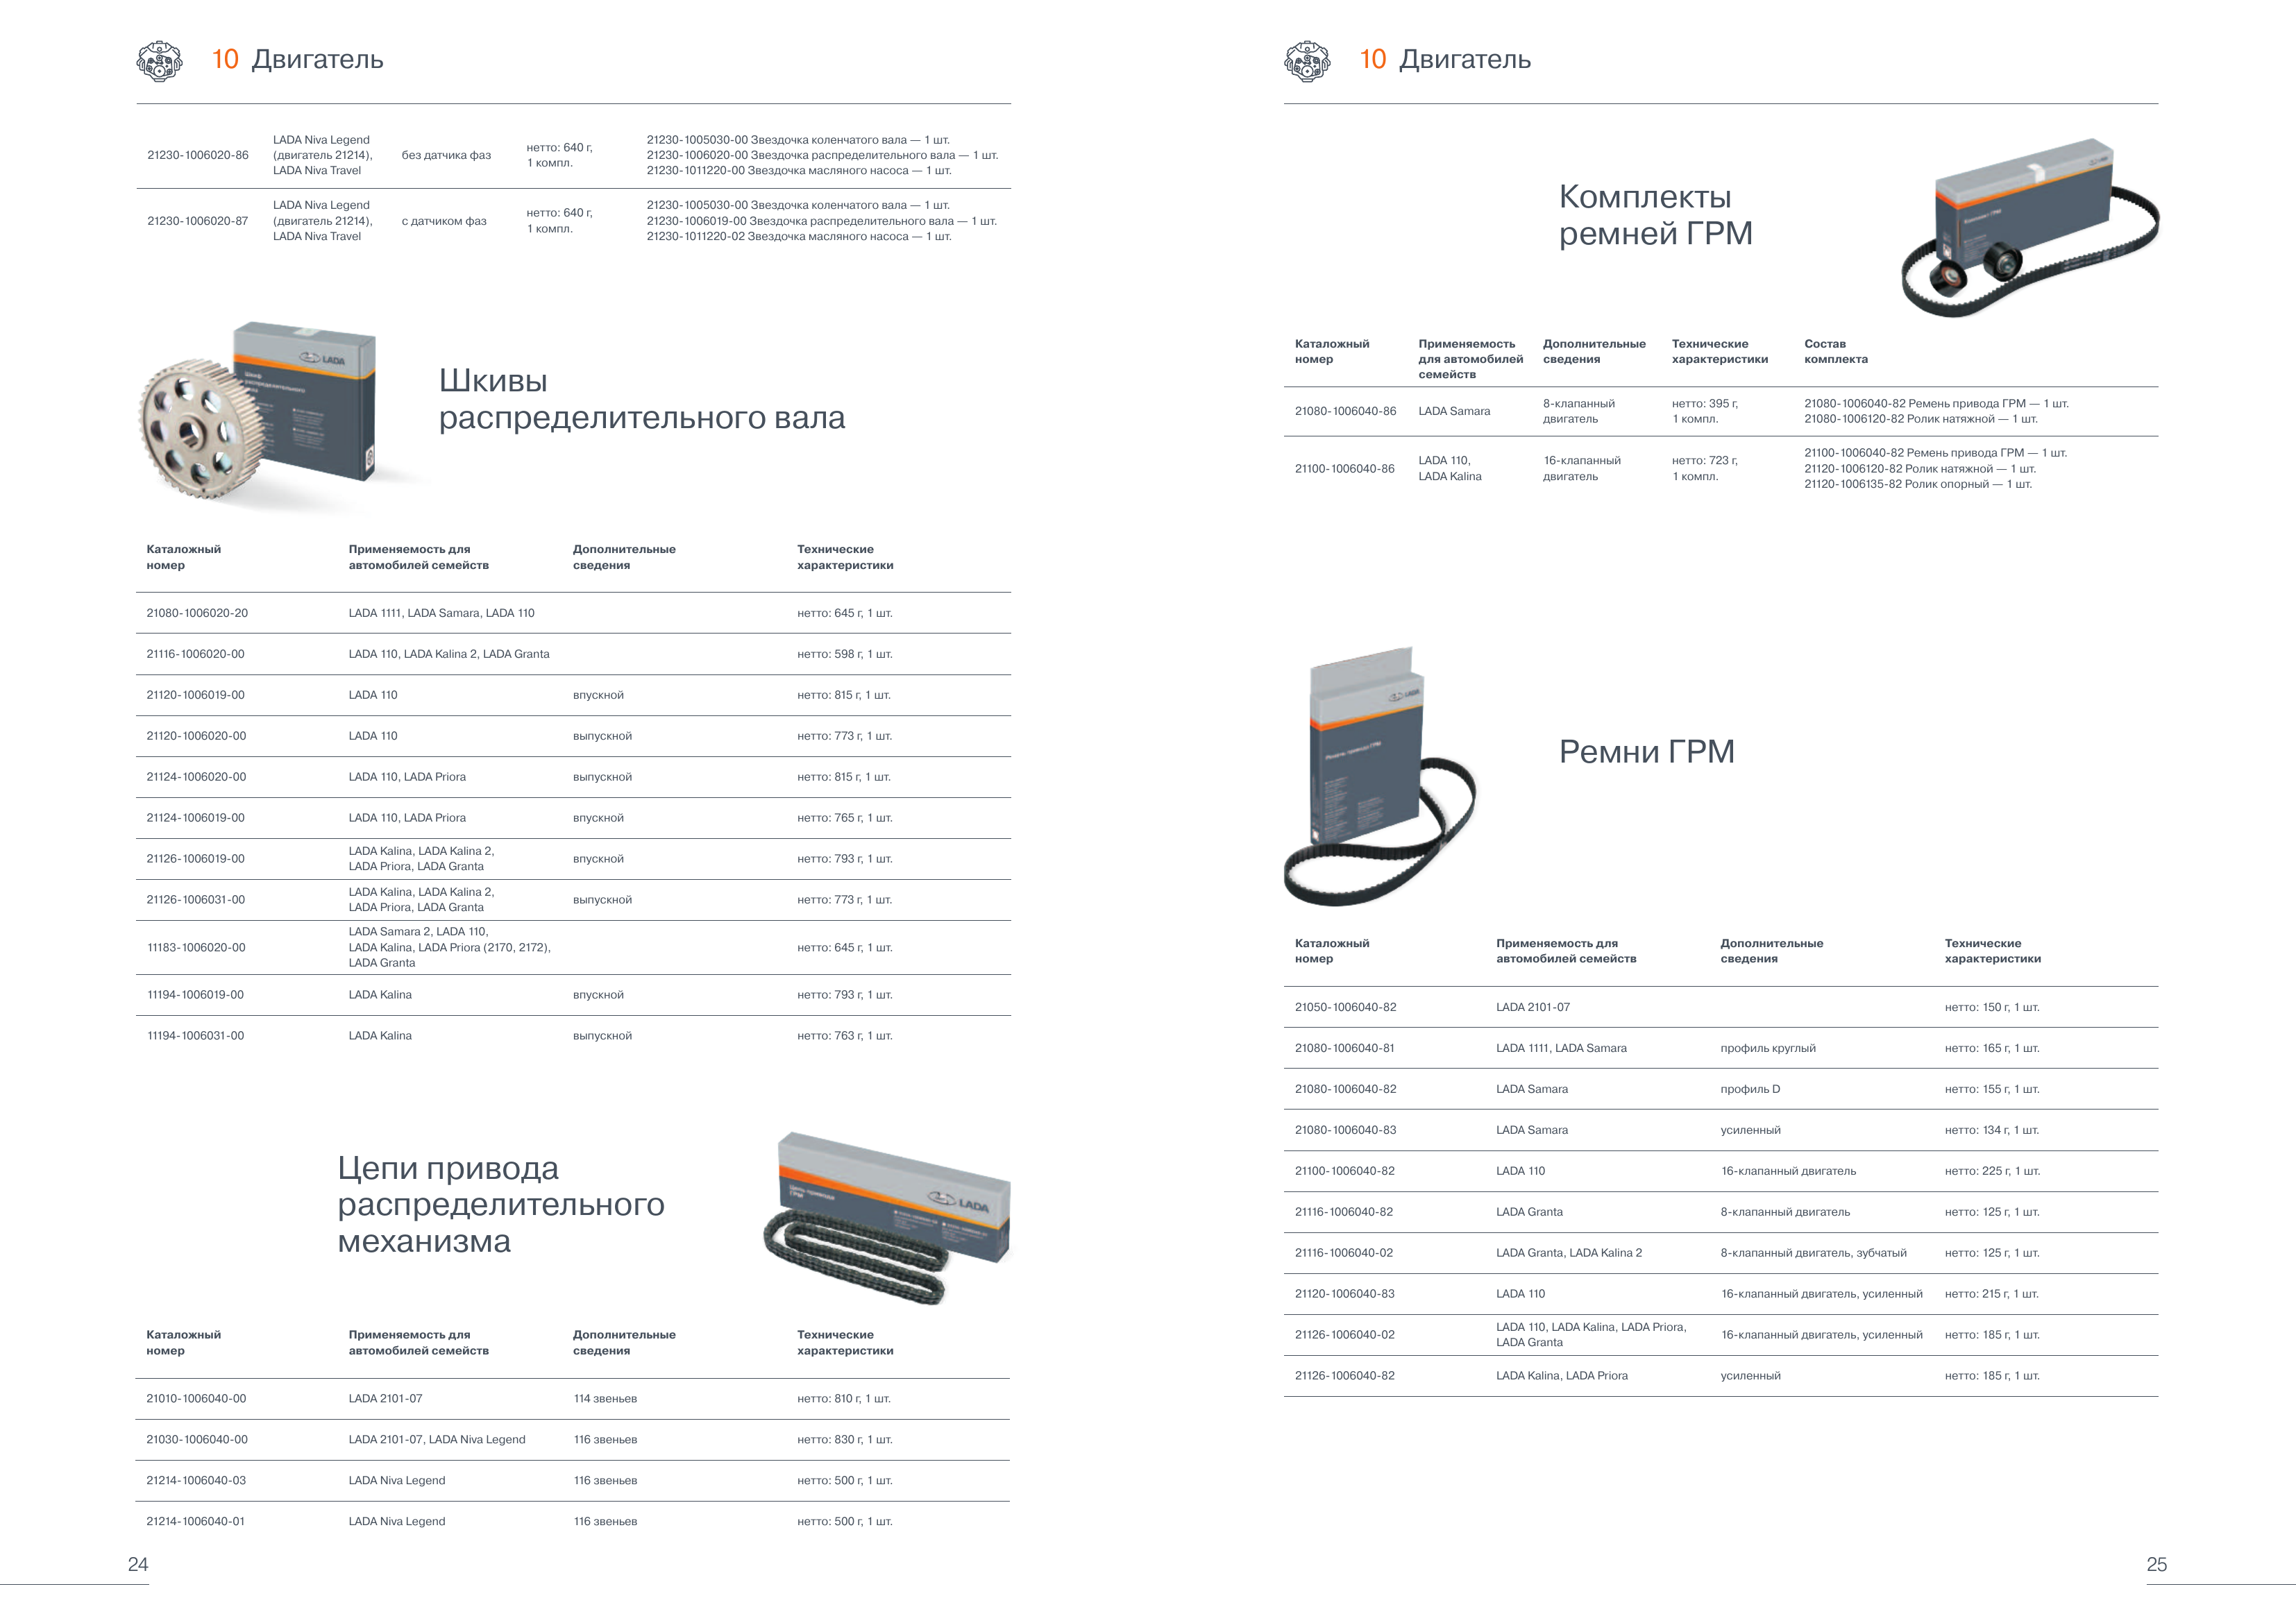 10 Двигатель
21230-1006020-86
LADA Niva Legend
(двигатель 21214),
LADA Niva Travel
без датчика фаз
нетто: 640 г,
1 компл.
21230-1005030-00 Звездочка коленчатого вала — 1 шт.
21230-1006020-00 Звездочка распределительного вала — 1 шт.
21230-1011220-00 Звездочка масляного насоса — 1 шт.
21230-1006020-87
LADA Niva Legend
(двигатель 21214),
LADA Niva Travel
с датчиком фаз
нетто: 640 г,
1 компл.
21230-1005030-00 Звездочка коленчатого вала — 1 шт.
21230-1006019-00 Звездочка распределительного вала — 1 шт.
21230-1011220-02 Звездочка масляного насоса — 1 шт.
LADA
Шкивы
распределительного вала
Каталожный
номер
Применяемость для
автомобилей семейств
Дополнительные
сведения
Технические
характеристики
21080-1006020-20 LADA 1111, LADA Samara, LADA 110 нетто: 645 г, 1 шт.
21116-1006020-00 LADA 110, LADA Kalina 2, LADA Granta нетто: 598 г, 1 шт.
21120-1006019-00 LADA 110 впускной нетто: 815 г, 1 шт.
21120-1006020-00 LADA 110 выпускной нетто: 773 г, 1 шт.
21124-1006020-00 LADA 110, LADA Priora выпускной нетто: 815 г, 1 шт.
21124-1006019-00 LADA 110, LADA Priora впускной нетто: 765 г, 1 шт.
21126-1006019-00
LADA Kalina, LADA Kalina 2,
LADA Priora, LADA Granta
впускной нетто: 793 г, 1 шт.
21126-1006031-00
LADA Kalina, LADA Kalina 2,
LADA Priora, LADA Granta
выпускной нетто: 773 г, 1 шт.
11183-1006020-00
LADA Samara 2, LADA 110,
LADA Kalina, LADA Priora (2170, 2172),
LADA Granta
нетто: 645 г, 1 шт.
11194-1006019-00 LADA Kalina впускной нетто: 793 г, 1 шт.
11194-1006031-00 LADA Kalina выпускной нетто: 763 г, 1 шт.
Цепи привода
распределительного
механизма
LADA
Каталожный
номер
Применяемость для
автомобилей семейств
Дополнительные
сведения
Технические
характеристики
21010-1006040-00 LADA 2101-07 114 звеньев нетто: 810 г, 1 шт.
21030-1006040-00 LADA 2101-07, LADA Niva Legend 116 звеньев нетто: 830 г, 1 шт.
21214-1006040-03 LADA Niva Legend 116 звеньев нетто: 500 г, 1 шт.
21214-1006040-01 LADA Niva Legend 116 звеньев нетто: 500 г, 1 шт.
24
10 Двигатель
Комплекты
ремней ГРМ
Каталожный
номер
Применяемость
для автомобилей
семейств
Дополнительные
сведения
Технические
характеристики
Состав
комплекта
21080-1006040-86
LADA Samara
8-клапанный
двигатель
нетто: 395 г,
1 компл.
21080-1006040-82 Ремень привода ГРМ — 1 шт.
21080-1006120-82 Ролик натяжной — 1 шт.
21100-1006040-86
LADA 110,
LADA Kalina
16-клапанный
двигатель
нетто: 723 г,
1 компл.
21100-1006040-82 Ремень привода ГРМ — 1 шт.
21120-1006120-82 Ролик натяжной — 1 шт.
21120-1006135-82 Ролик опорный — 1 шт.
LADA
Ремни ГРМ
Каталожный
номер
Применяемость для
автомобилей семейств
Дополнительные
сведения
Технические
характеристики
21050-1006040-82 LADA 2101-07 нетто: 150 г, 1 шт.
21080-1006040-81 LADA 1111, LADA Samara профиль круглый нетто: 165 г, 1 шт.
21080-1006040-82 LADA Samara профиль D нетто: 155 г, 1 шт.
21080-1006040-83 LADA Samara усиленный нетто: 134 г, 1 шт.
21100-1006040-82 LADA 110 16-клапанный двигатель нетто: 225 г, 1 шт.
21116-1006040-82 LADA Granta 8-клапанный двигатель нетто: 125 г, 1 шт.
21116-1006040-02 LADA Granta, LADA Kalina 2 8-клапанный двигатель, зубчатый нетто: 125 г, 1 шт.
21120-1006040-83 LADA 110 16-клапанный двигатель, усиленный нетто: 215 г, 1 шт.
21126-1006040-02
LADA 110, LADA Kalina, LADA Priora,
LADA Granta
16-клапанный двигатель, усиленный нетто: 185 г, 1 шт.
21126-1006040-82 LADA Kalina, LADA Priora усиленный нетто: 185 г, 1 шт.
25